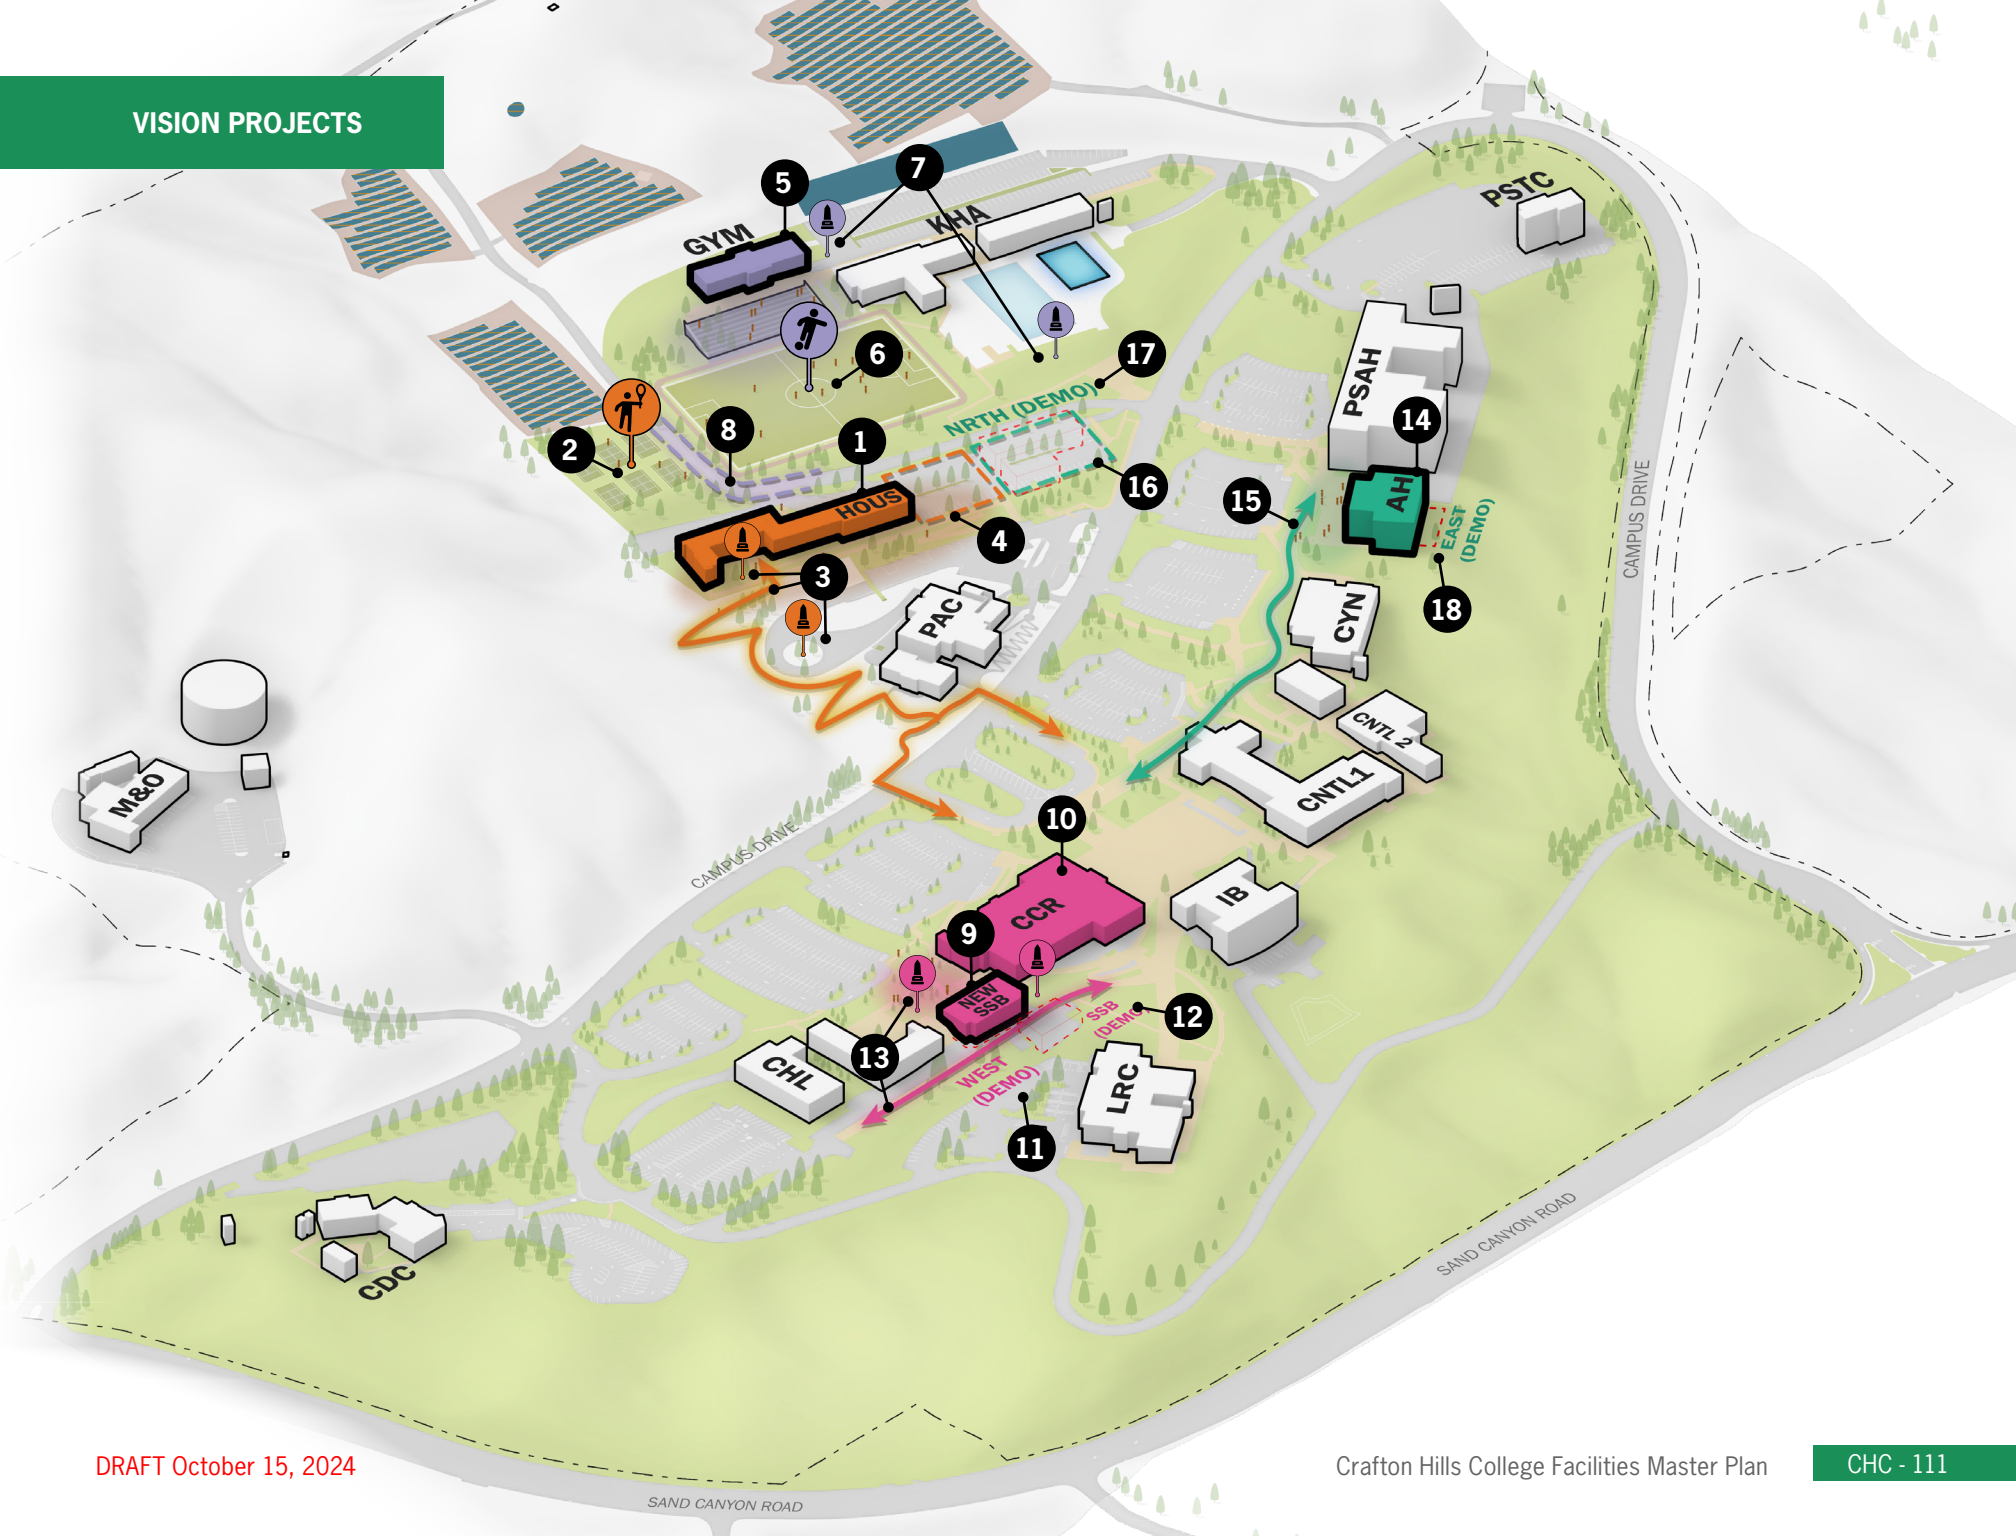 VISION PROJECTS
5
7
GYM
KHA
PSTC
6
17
NRTH (DEMO)
PSAH
14
2
8
1
HOUS
16
4
15
AH
EAST
(DEMO)
18
CAMPUS DRIVE
3
PAC
CYN
CNTL 2
CNTL1
M&O
CAMPUS DRIVE
10
CCR
IB
9
NEW
SSB
SSB
(DEMO)
12
13
CHL
WEST
(DEMO)
LRC
11
CDC
SAND CANYON ROAD
DRAFT October 15, 2024
Crafton Hills College Facilities Master Plan
CHC - 111
SAND CANYON ROAD